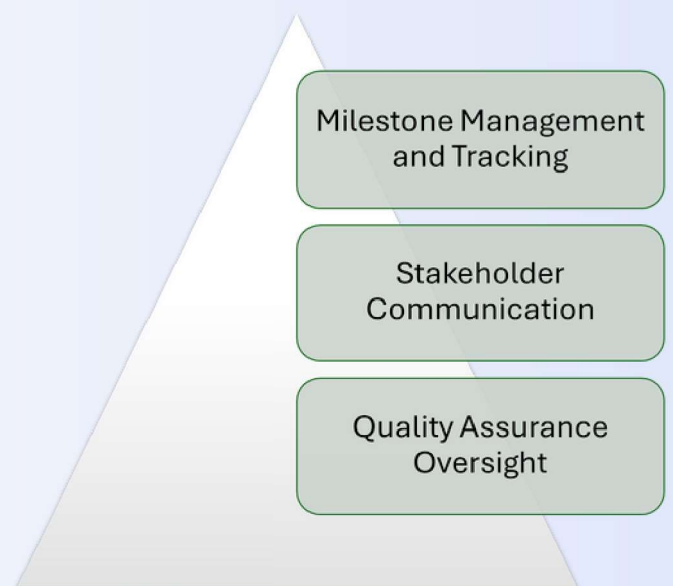 Milestone Management
and Tracking
Stakeholder
Communication
Quality Assurance
Oversight